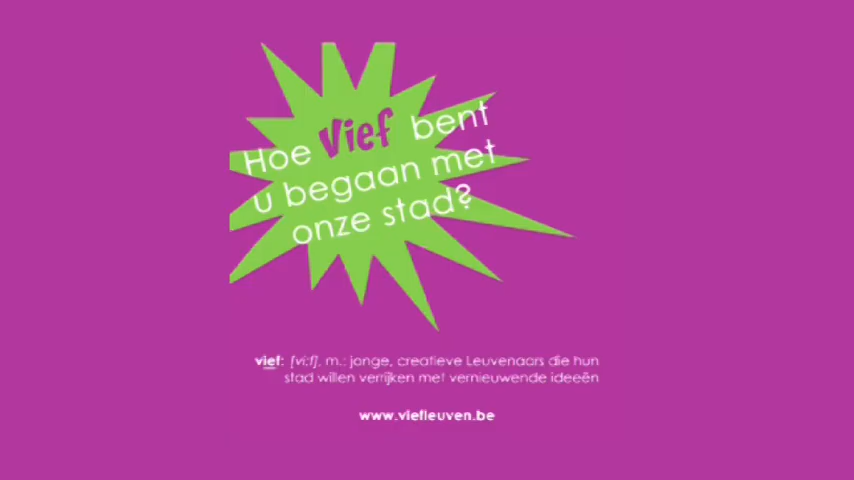 Hoe Vief bent
u begaan met
onze stad?
vief: [vi:f], m.: jonge, creatieve Leuvenaars die hun
stad willen verrijken met vernieuwende ideeën
www.viefleuven.be